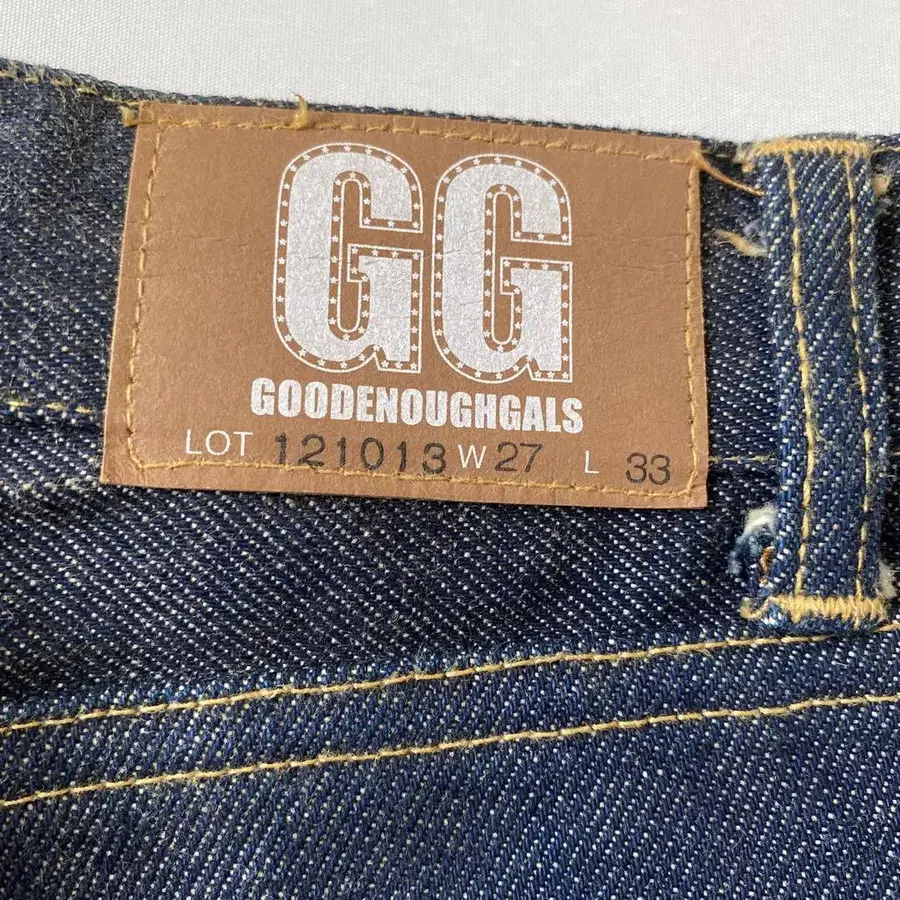 GG
GOODENOUGHGALS
LOT 121013 W 27 L 33